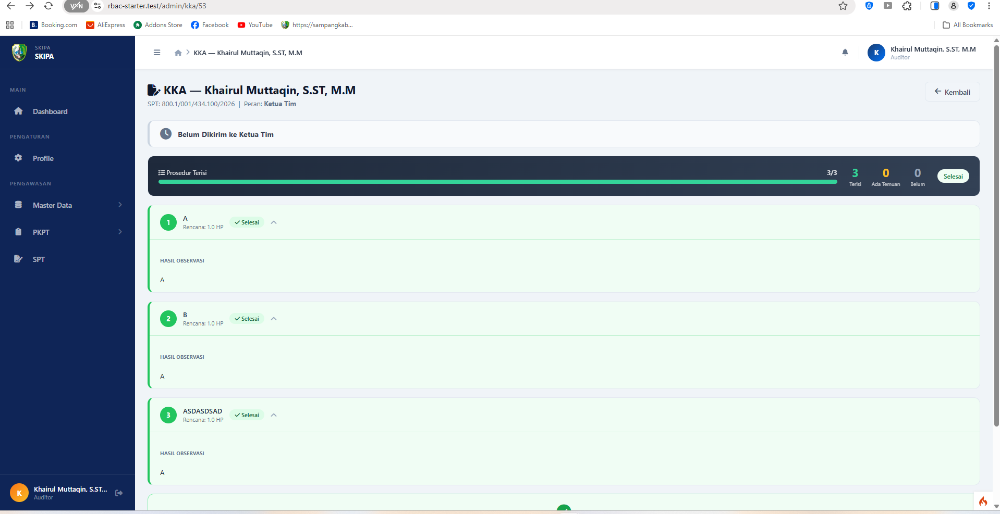 rbac-starter.test/admin/kka/53
Booking.com
AliExpress
Addons Store
Facebook
YouTube
https://sampangkab...
All Bookmarks
SKIPA
SKIPA
KKA — Khairul Muttaqin, S.ST, M.M
K
Khairul Muttaqin, S.ST, M.M
Auditor
MAIN
Dashboard
PENGATURAN
Profile
PENGAWASAN
Master Data
PKPT
SPT
KKA — Khairul Muttaqin, S.ST, M.M
SPT: 800.1/001/434.100/2026 | Peran: Ketua Tim
Kembali
Belum Dikirim ke Ketua Tim
Prosedur Terisi
3/3
3
Terisi
0
Ada Temuan
0
Belum
Selesai
1
A
Rencana: 1.0 HP
Selesai
HASIL OBSERVASI
A
2
B
Rencana: 1.0 HP
Selesai
HASIL OBSERVASI
A
3
ASDASDSAD
Rencana: 1.0 HP
Selesai
HASIL OBSERVASI
A
K
Khairul Muttaqin, S.ST...
Auditor